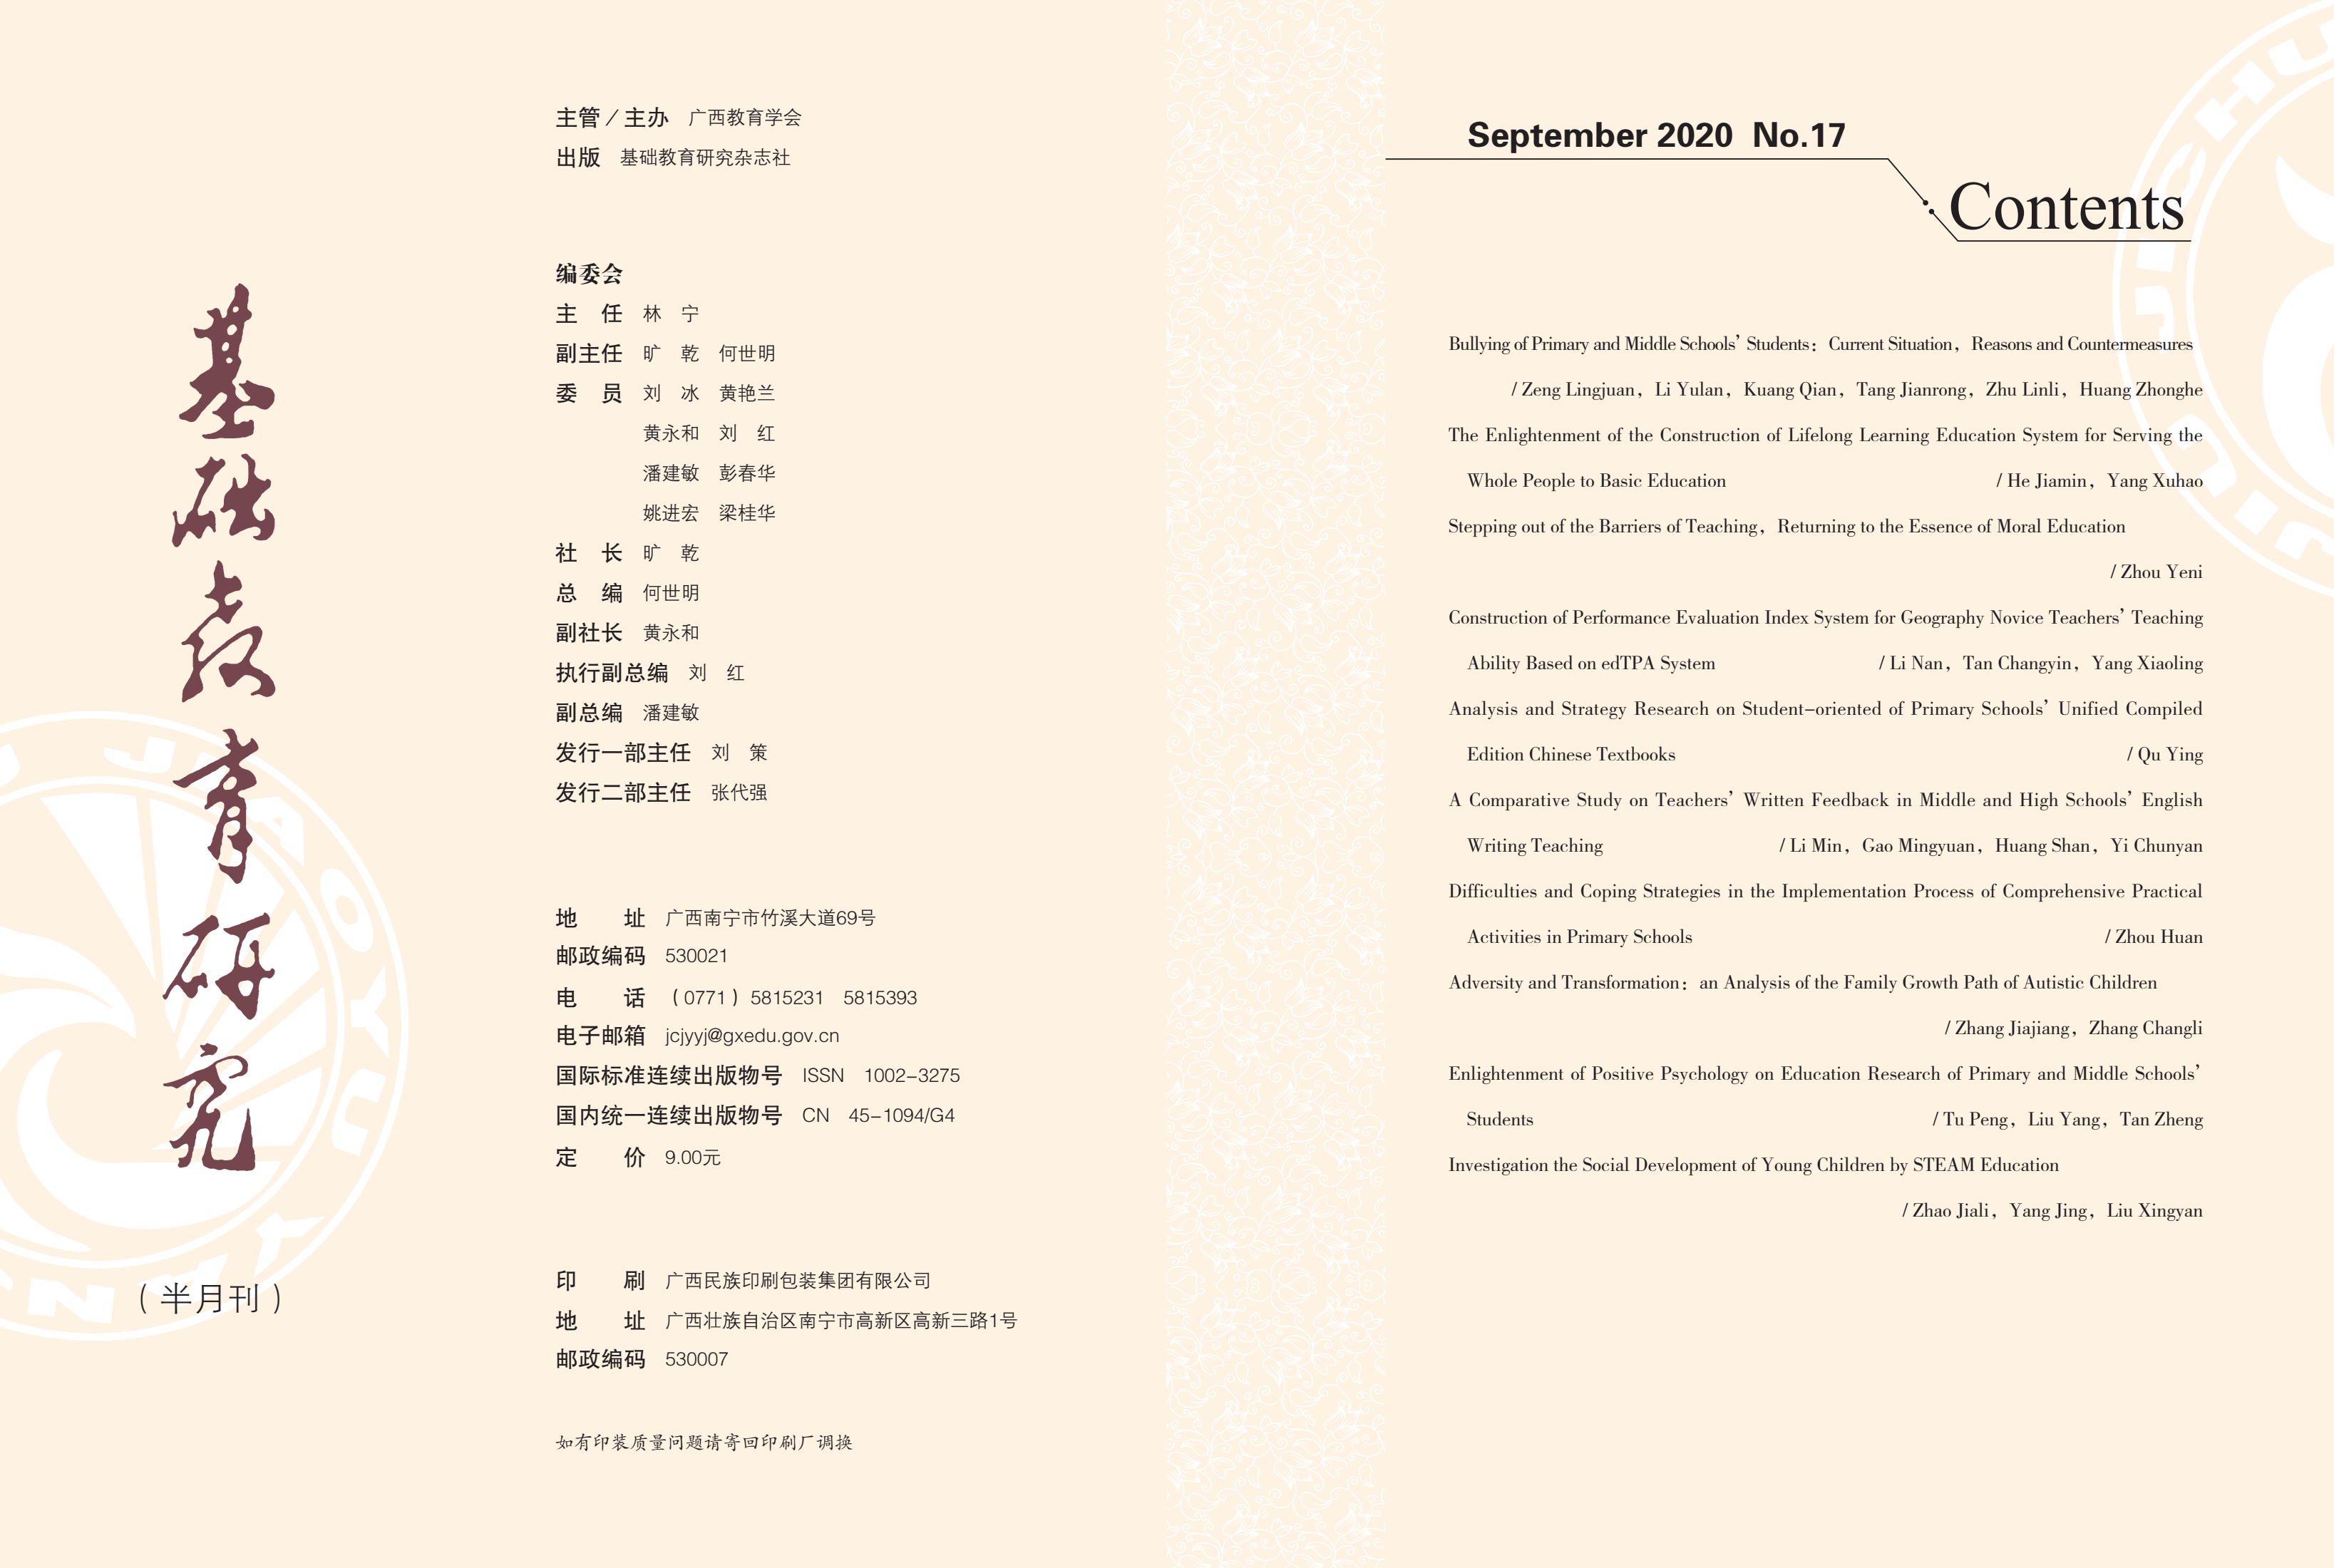 基础教育研究
（半月刊）
主管／主办　广西教育学会
出版　基础教育研究杂志社
编委会
主　任　林　宁
副主任　旷　乾　何世明
委　员　刘　冰　黄艳兰
黄永和　刘　红
潘建敏　彭春华
姚进宏　梁桂华
社　长　旷　乾
总　编　何世明
副社长　黄永和
执行副总编　刘　红
副总编　潘建敏
发行一部主任　刘　策
发行二部主任　张代强
地　　址　广西南宁市竹溪大道69号
邮政编码　530021
电　　话　（0771）5815231　5815393
电子邮箱　jcjyyj@gxedu.gov.cn
国际标准连续出版物号　ISSN　1002-3275
国内统一连续出版物号　CN　45-1094/G4
定　　价　9.00元
印　　刷　广西民族印刷包装集团有限公司
地　　址　广西壮族自治区南宁市高新区高新三路1号
邮政编码　530007
如有印装质量问题请寄回印刷厂调换
September 2020 No.17
Contents
Bullying of Primary and Middle Schools’ Students：Current Situation，Reasons and Countermeasures
/ Zeng Lingjuan，Li Yulan，Kuang Qian，Tang Jianrong，Zhu Linli，Huang Zhonghe
The Enlightenment of the Construction of Lifelong Learning Education System for Serving the
Whole People to Basic Education / He Jiamin，Yang Xuhao
Stepping out of the Barriers of Teaching，Returning to the Essence of Moral Education
/ Zhou Yeni
Construction of Performance Evaluation Index System for Geography Novice Teachers’ Teaching
Ability Based on edTPA System / Li Nan，Tan Changyin，Yang Xiaoling
Analysis and Strategy Research on Student-oriented of Primary Schools’ Unified Compiled
Edition Chinese Textbooks / Qu Ying
A Comparative Study on Teachers’ Written Feedback in Middle and High Schools’ English
Writing Teaching / Li Min，Gao Mingyuan，Huang Shan，Yi Chunyan
Difficulties and Coping Strategies in the Implementation Process of Comprehensive Practical
Activities in Primary Schools / Zhou Huan
Adversity and Transformation：an Analysis of the Family Growth Path of Autistic Children
/ Zhang Jiajiang，Zhang Changli
Enlightenment of Positive Psychology on Education Research of Primary and Middle Schools’
Students / Tu Peng，Liu Yang，Tan Zheng
Investigation the Social Development of Young Children by STEAM Education
/ Zhao Jiali，Yang Jing，Liu Xingyan